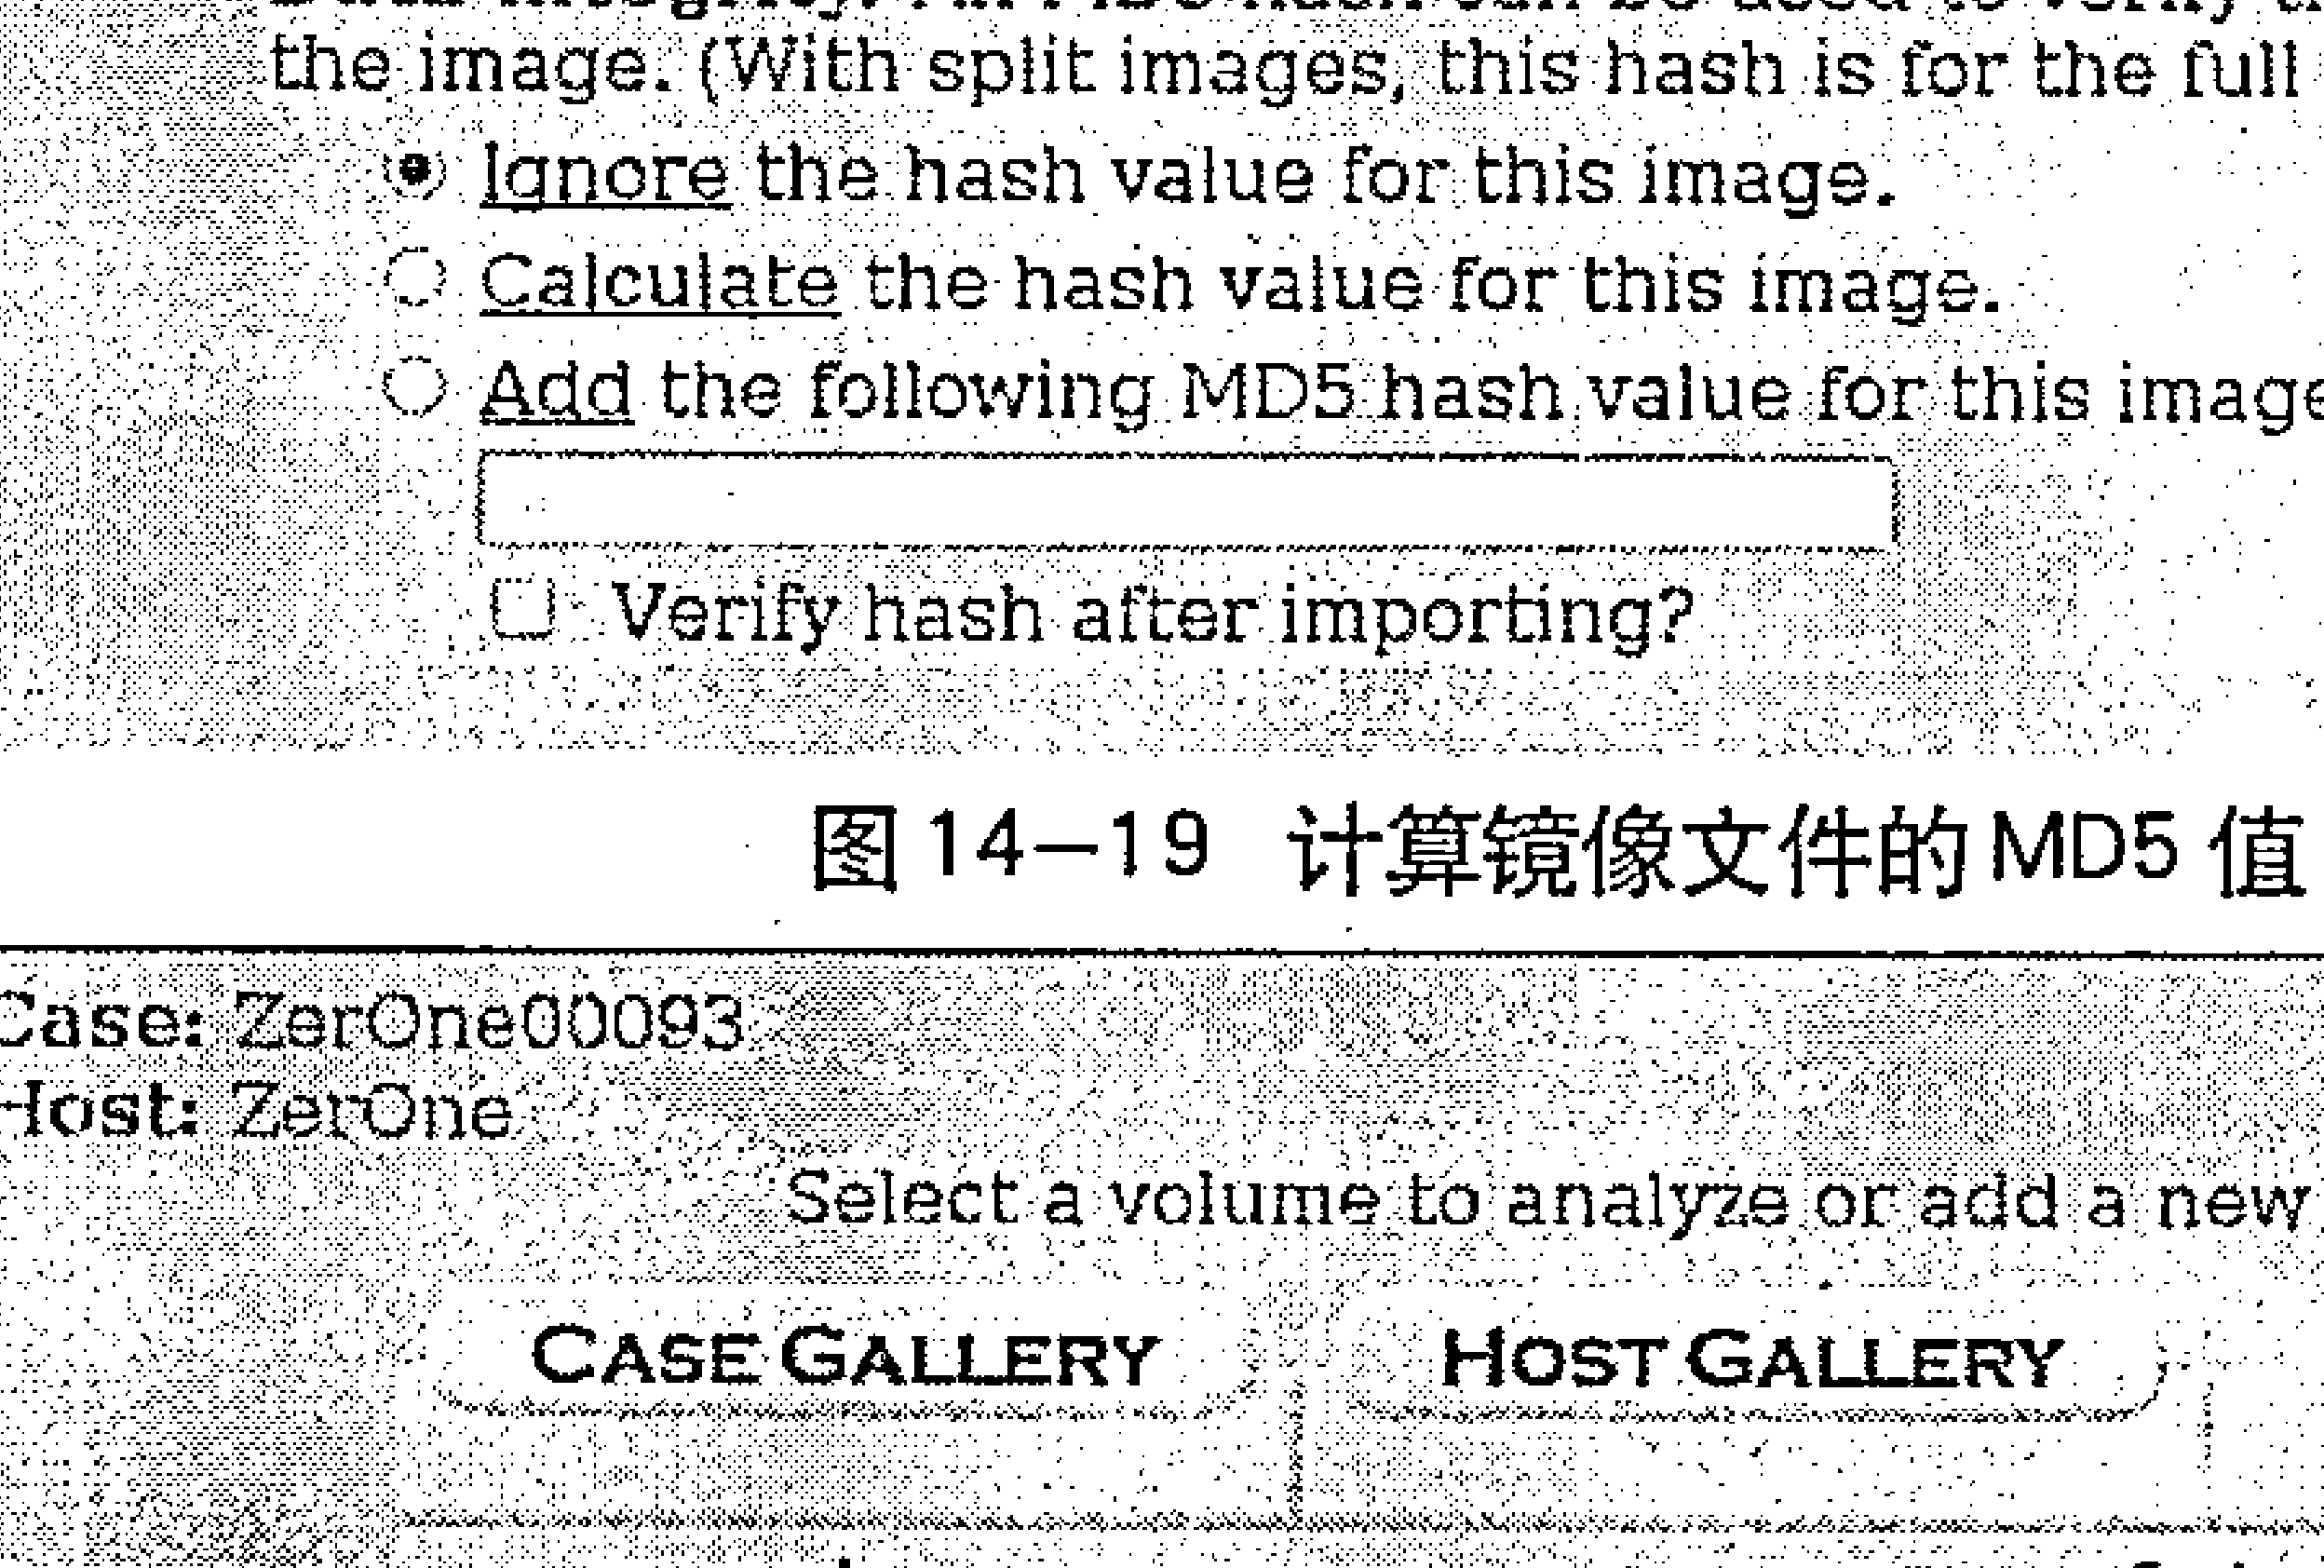 the image. (With split images, this hash is for the full
Ignore the hash value for this image.
Calculate the hash value for this image.
Add the following MD5 hash value for this image
Verify hash after importing?
图 14-19 计算镜像文件的 MD5 值
Case: ZerOne00093
Host: ZerOne
Select a volume to analyze or add a new
CASE GALLERY HOST GALLERY